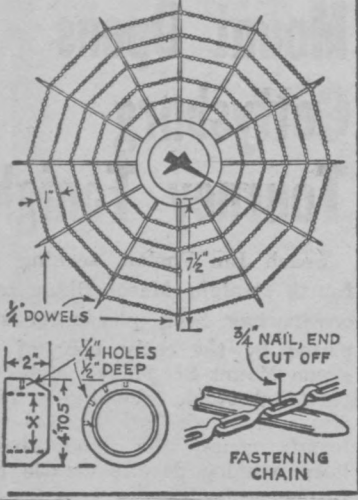 1"
7½"
¼" DOWELS
¾" NAIL, END
CUT OFF
2"
¼" HOLES
½" DEEP
X
4" TO 5"
FASTENING
CHAIN